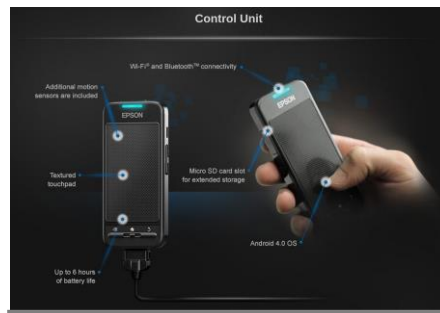 Control Unit
Wi-Fi® and Bluetooth™ connectivity
Additional motion
sensors are included
EPSON
EPSON
Textured
touchpad
Micro SD card slot
for extended storage
Android 4.0 OS
Up to 6 hours
of battery life